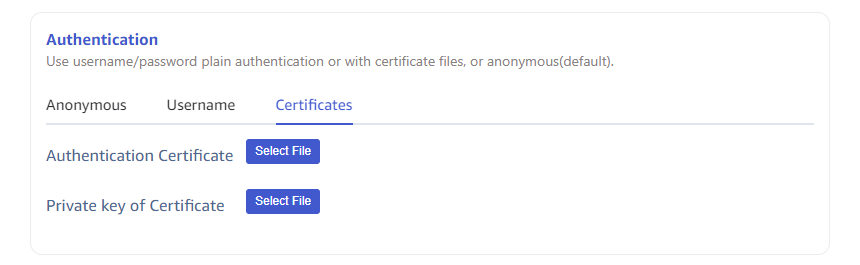 Authentication
Use username/password plain authentication or with certificate files, or anonymous(default).
Anonymous Username Certificates
Authentication Certificate Select File
Private key of Certificate Select File